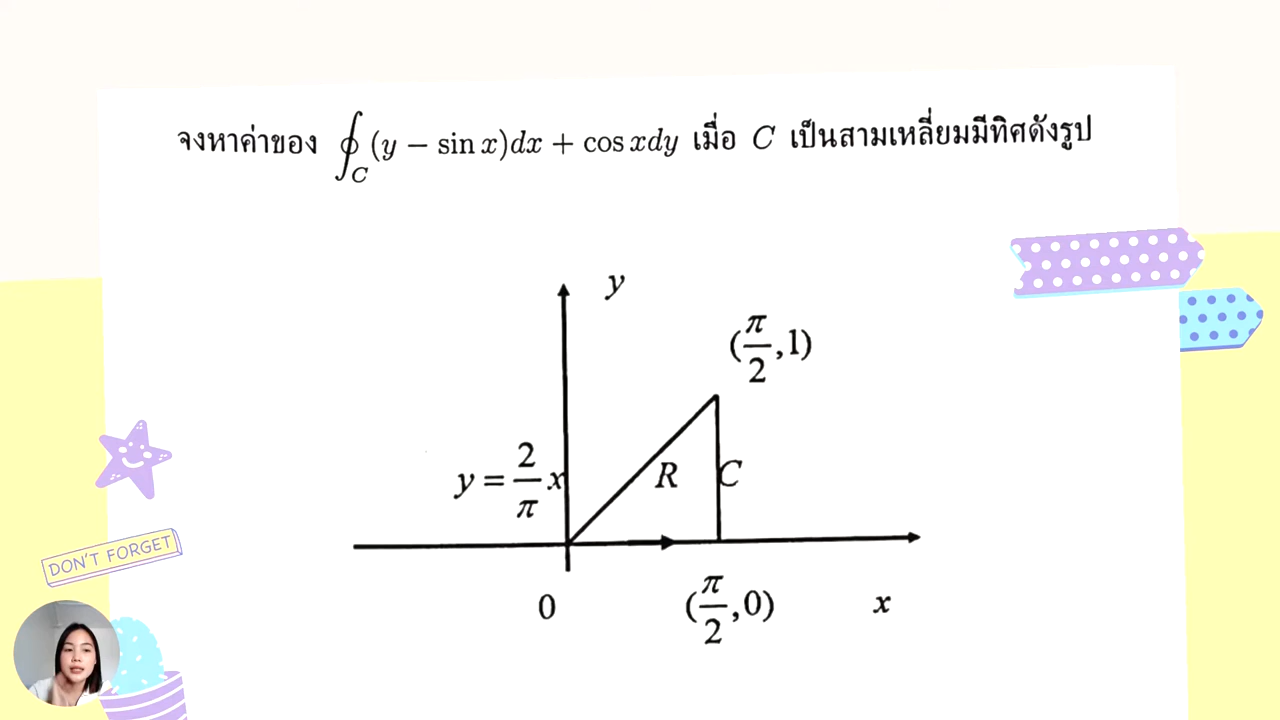 จงหาค่าของ ∮_C (y − sin x)dx + cos xdy เมื่อ C เป็นสามเหลี่ยมมีทิศดังรูป
y
(π/2, 1)
y = 2/π x
R
C
0
(π/2, 0)
x
DON'T FORGET